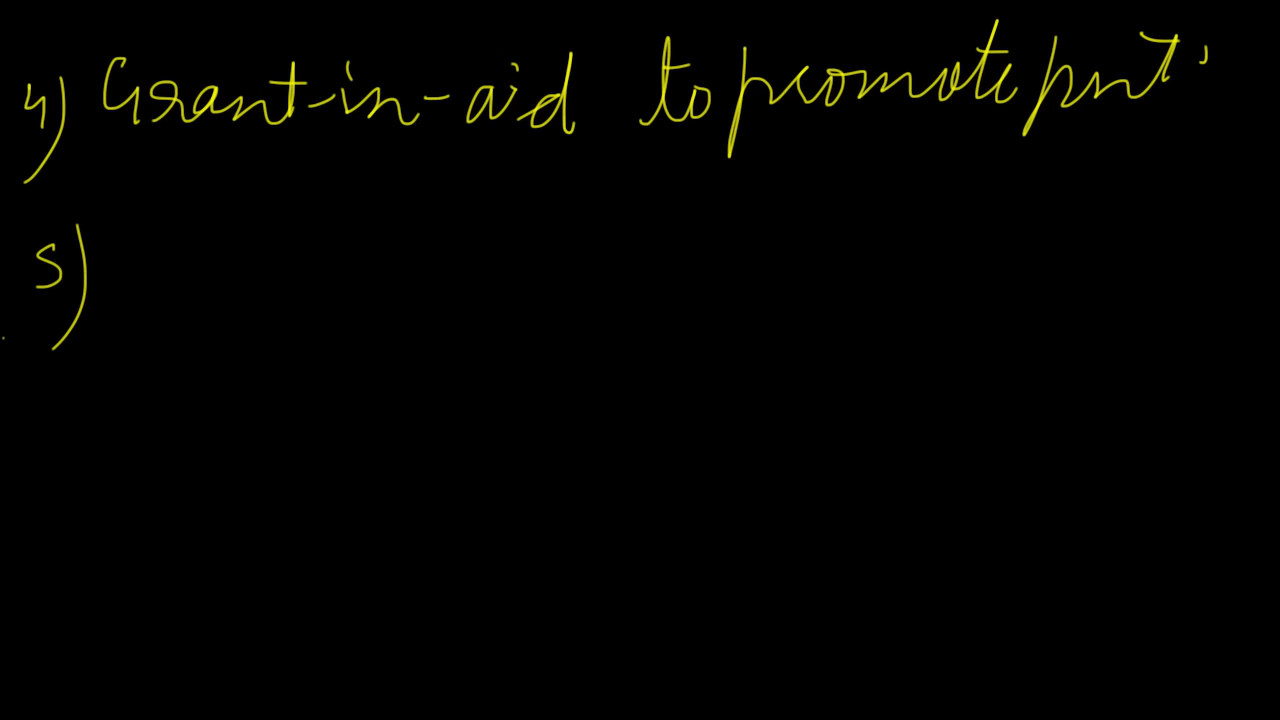 4) Grant-in-aid to promote pvt.
5)